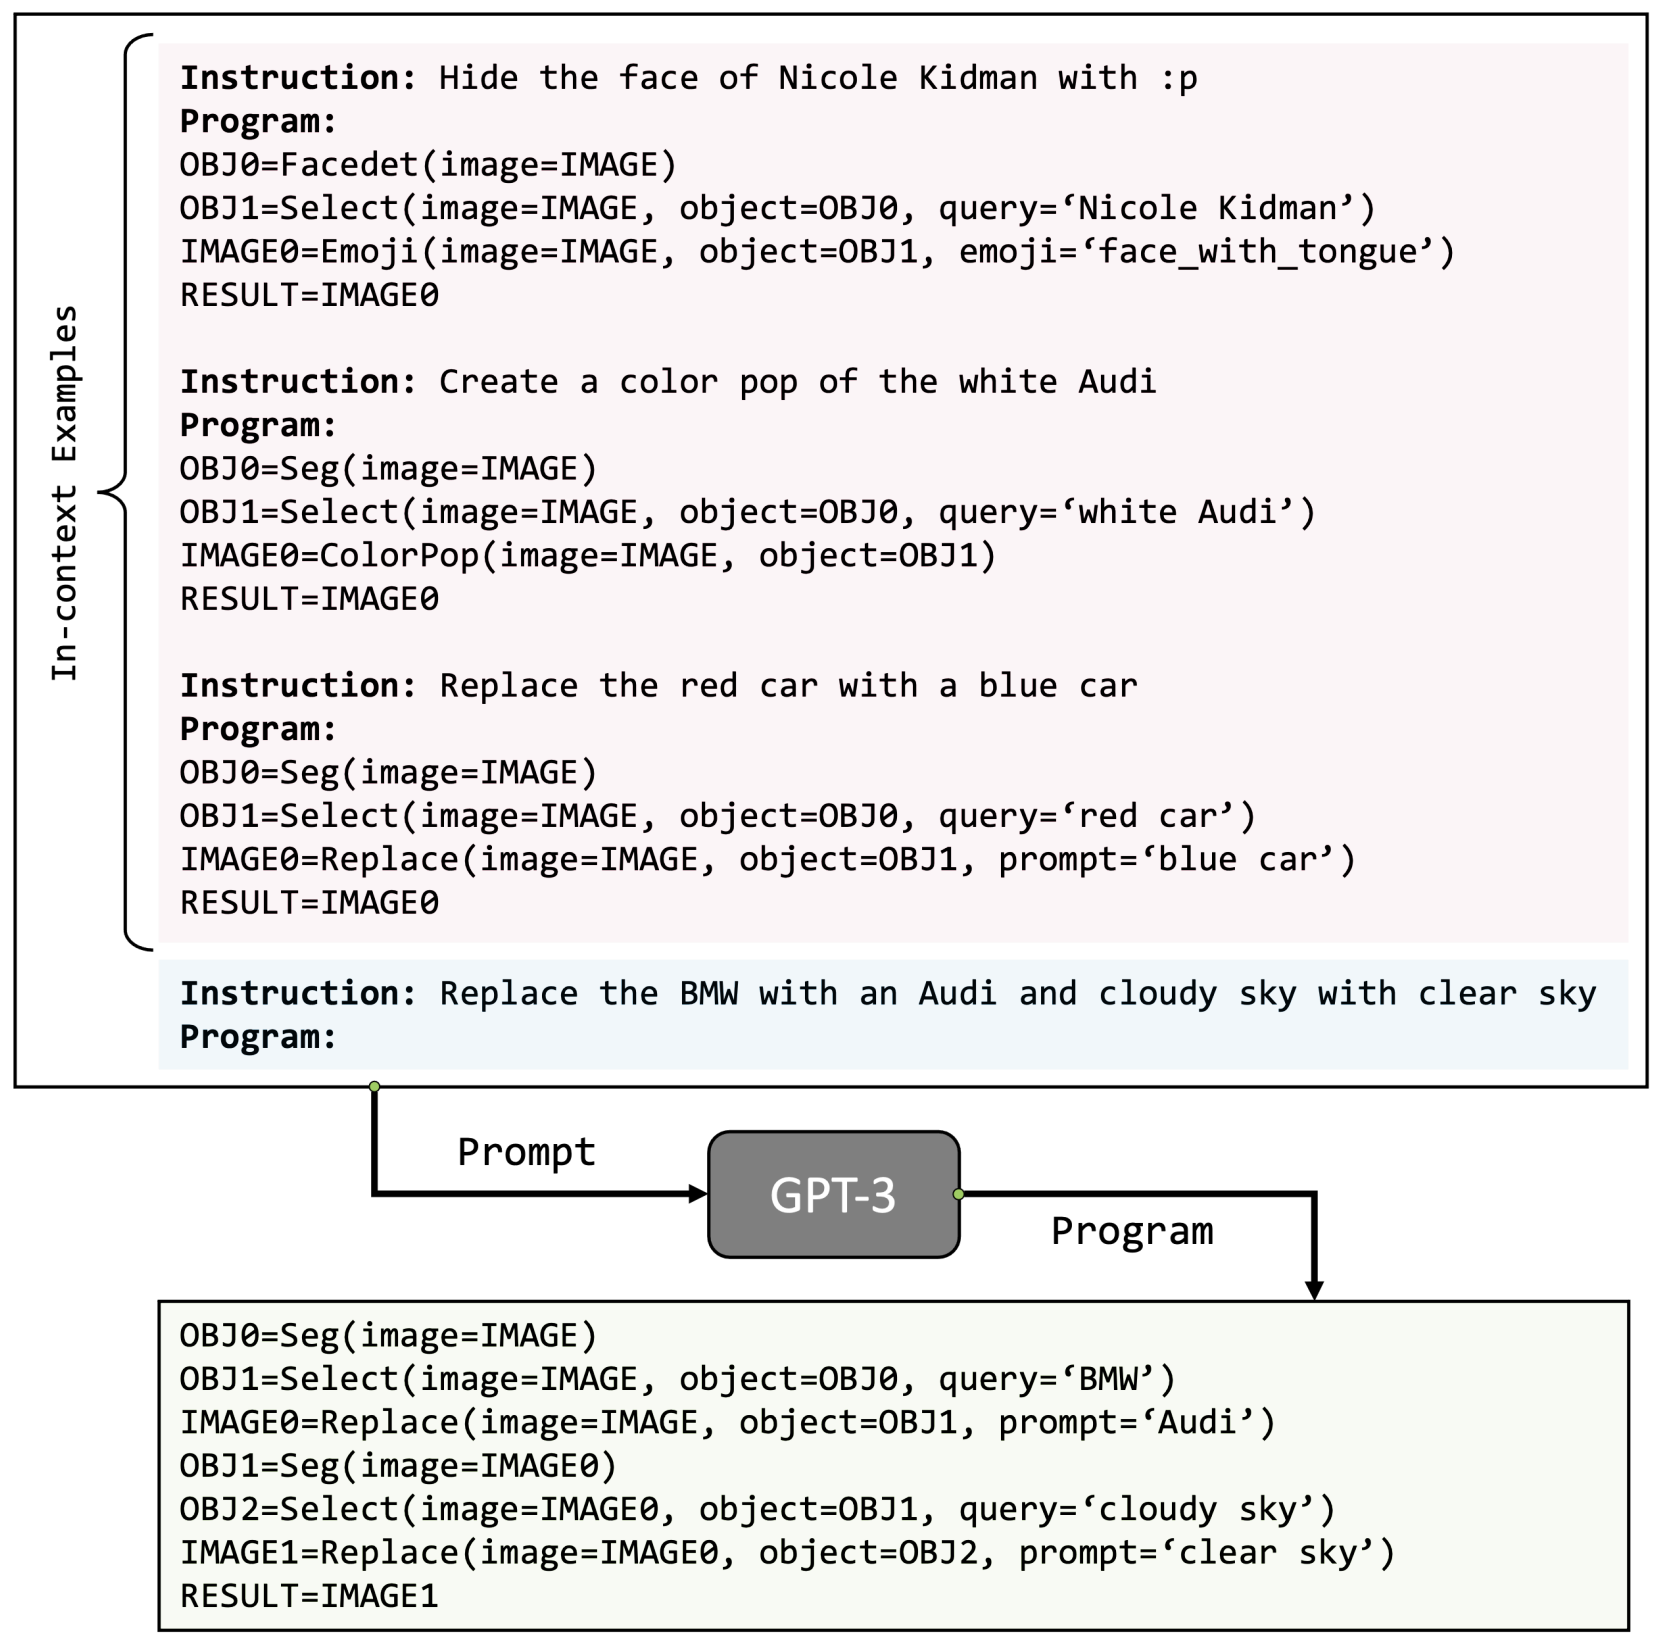 In-context Examples
Instruction: Hide the face of Nicole Kidman with :p
Program:
OBJ0=Facedet(image=IMAGE)
OBJ1=Select(image=IMAGE, object=OBJ0, query=‘Nicole Kidman’)
IMAGE0=Emoji(image=IMAGE, object=OBJ1, emoji=‘face_with_tongue’)
RESULT=IMAGE0
Instruction: Create a color pop of the white Audi
Program:
OBJ0=Seg(image=IMAGE)
OBJ1=Select(image=IMAGE, object=OBJ0, query=‘white Audi’)
IMAGE0=ColorPop(image=IMAGE, object=OBJ1)
RESULT=IMAGE0
Instruction: Replace the red car with a blue car
Program:
OBJ0=Seg(image=IMAGE)
OBJ1=Select(image=IMAGE, object=OBJ0, query=‘red car’)
IMAGE0=Replace(image=IMAGE, object=OBJ1, prompt=‘blue car’)
RESULT=IMAGE0
Instruction: Replace the BMW with an Audi and cloudy sky with clear sky
Program:
Prompt
GPT-3
Program
OBJ0=Seg(image=IMAGE)
OBJ1=Select(image=IMAGE, object=OBJ0, query=‘BMW’)
IMAGE0=Replace(image=IMAGE, object=OBJ1, prompt=‘Audi’)
OBJ1=Seg(image=IMAGE0)
OBJ2=Select(image=IMAGE0, object=OBJ1, query=‘cloudy sky’)
IMAGE1=Replace(image=IMAGE0, object=OBJ2, prompt=‘clear sky’)
RESULT=IMAGE1